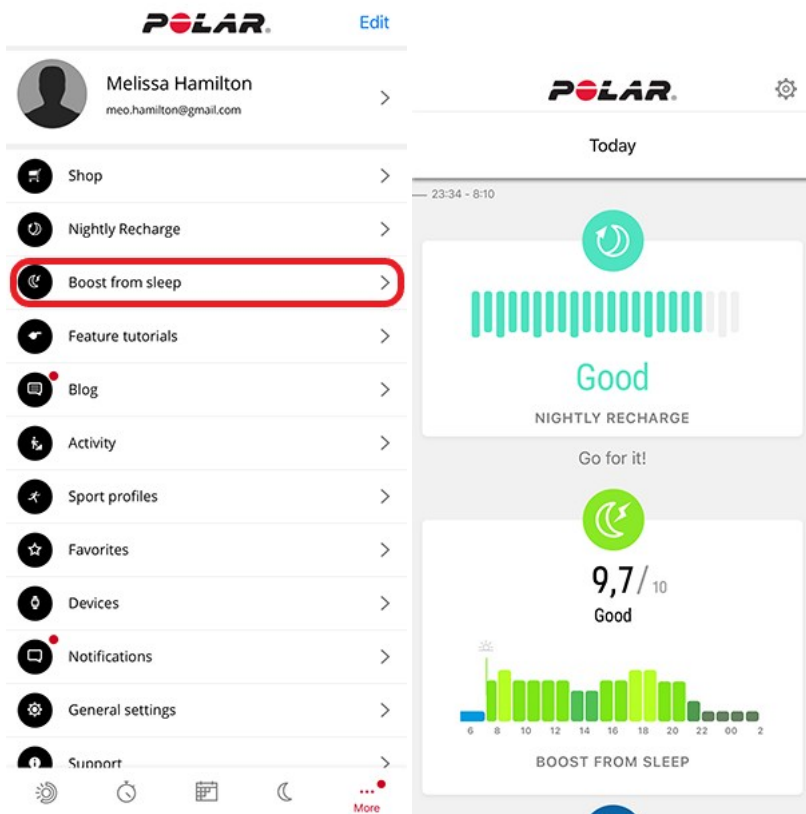 POLAR.
Edit
Melissa Hamilton
meo.hamilton@gmail.com
Shop
Nightly Recharge
Boost from sleep
Feature tutorials
Blog
Activity
Sport profiles
Favorites
Devices
Notifications
General settings
Support
More
POLAR.
Today
23:34 - 8:10
Good
NIGHTLY RECHARGE
Go for it!
9,7/ 10
Good
6 8 10 12 14 16 18 20 22 00 2
BOOST FROM SLEEP